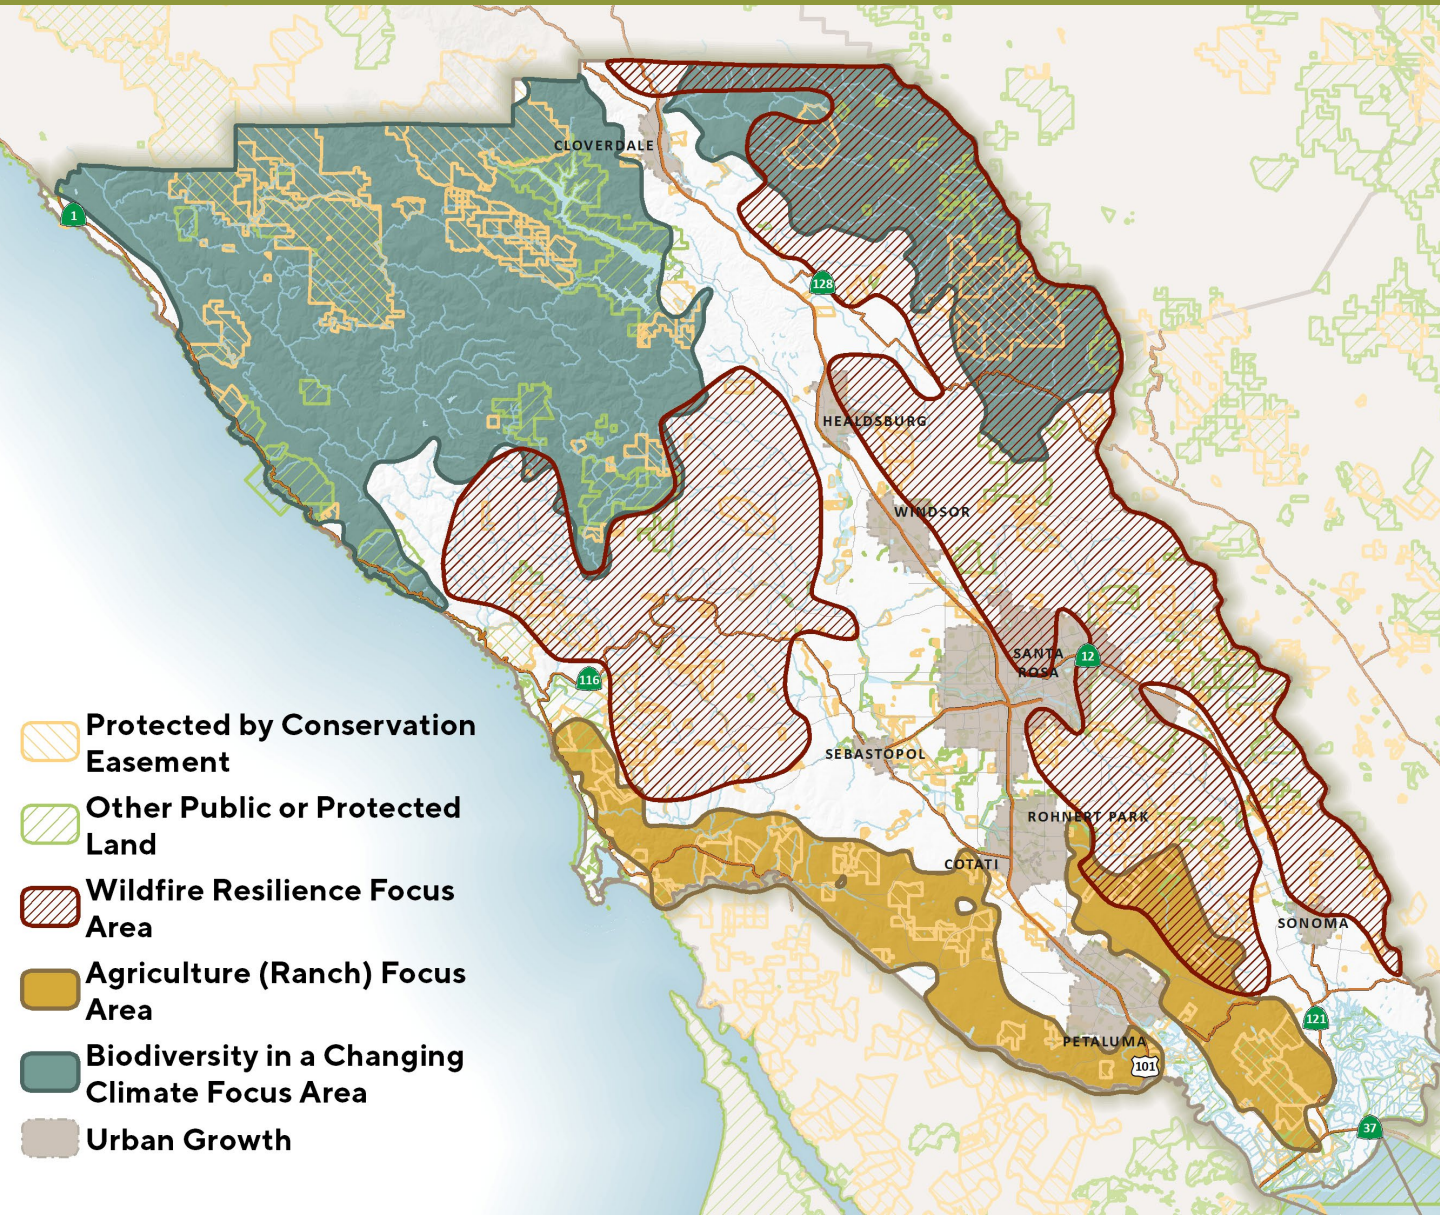 CLOVERDALE
1
128
HEALDSBURG
WINDSOR
SANTA
ROSA
12
116
SEBASTOPOL
ROHNERT PARK
COTATI
SONOMA
121
PETALUMA
101
37
Protected by Conservation
Easement
Other Public or Protected
Land
Wildfire Resilience Focus
Area
Agriculture (Ranch) Focus
Area
Biodiversity in a Changing
Climate Focus Area
Urban Growth